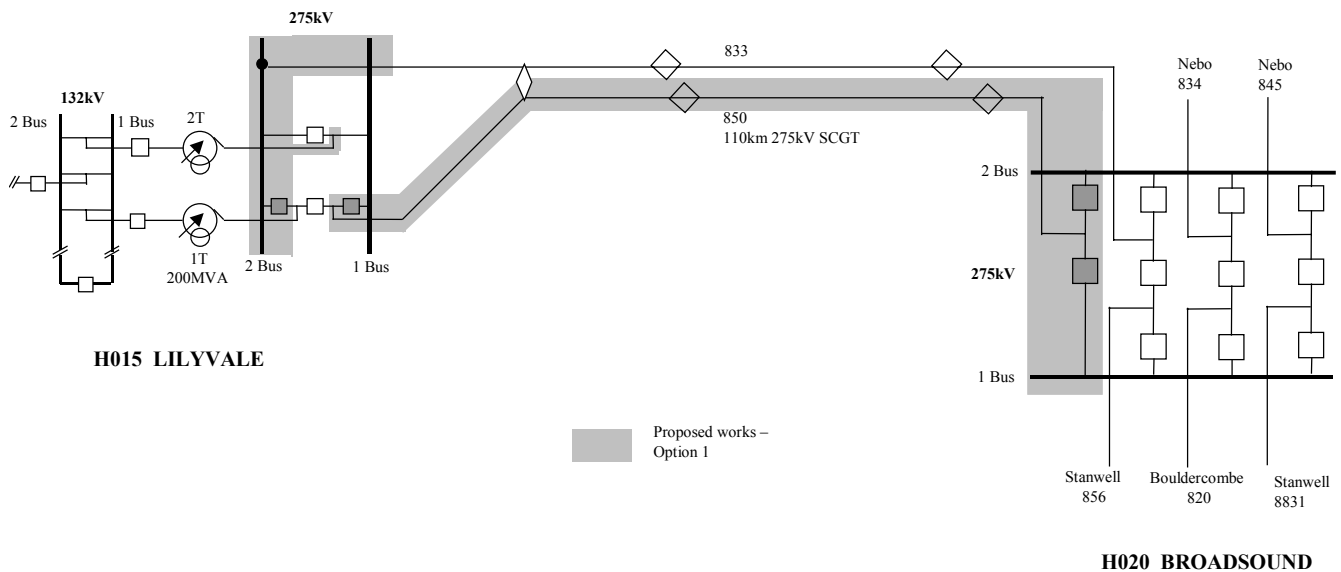 275kV
833
Nebo
834
Nebo
845
132kV
2 Bus
1 Bus
2T
850
110km 275kV SCGT
2 Bus
1T
200MVA
2 Bus
1 Bus
275kV
H015 LILYVALE
1 Bus
Proposed works –
Option 1
Stanwell
856
Bouldercombe
820
Stanwell
8831
H020 BROADSOUND